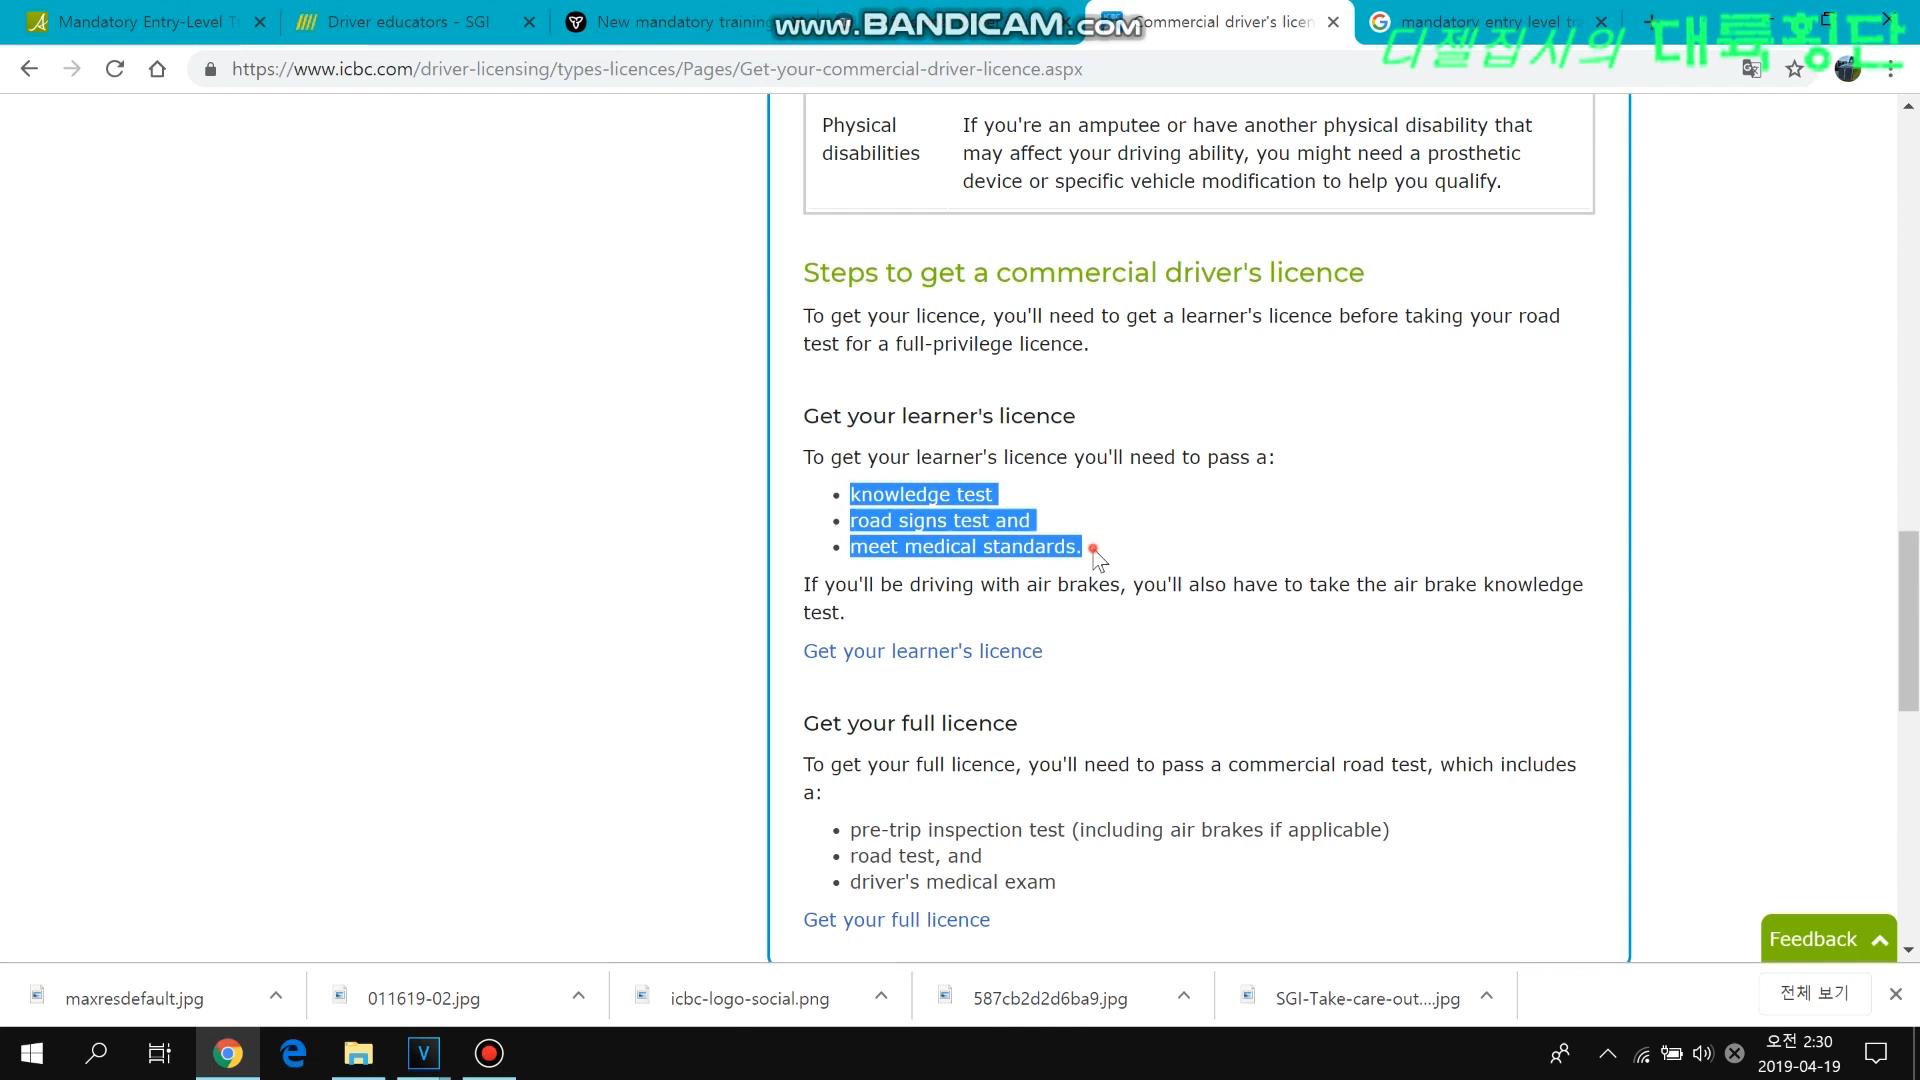 Mandatory Entry-Level T
Driver educators - SGI
New mandatory training
www.BANDICAM.com
Commercial driver's licen
mandatory entry level tr
디젤집시의 대륙횡단
https://www.icbc.com/driver-licensing/types-licences/Pages/Get-your-commercial-driver-licence.aspx
Physical disabilities
If you're an amputee or have another physical disability that
may affect your driving ability, you might need a prosthetic
device or specific vehicle modification to help you qualify.
Steps to get a commercial driver's licence
To get your licence, you'll need to get a learner's licence before taking your road
test for a full-privilege licence.
Get your learner's licence
To get your learner's licence you'll need to pass a:
• knowledge test
• road signs test and
• meet medical standards.
If you'll be driving with air brakes, you'll also have to take the air brake knowledge
test.
Get your learner's licence
Get your full licence
To get your full licence, you'll need to pass a commercial road test, which includes
a:
• pre-trip inspection test (including air brakes if applicable)
• road test, and
• driver's medical exam
Get your full licence
Feedback
maxresdefault.jpg
011619-02.jpg
icbc-logo-social.png
587cb2d2d6ba9.jpg
SGI-Take-care-out....jpg
전체 보기
오전 2:30
2019-04-19